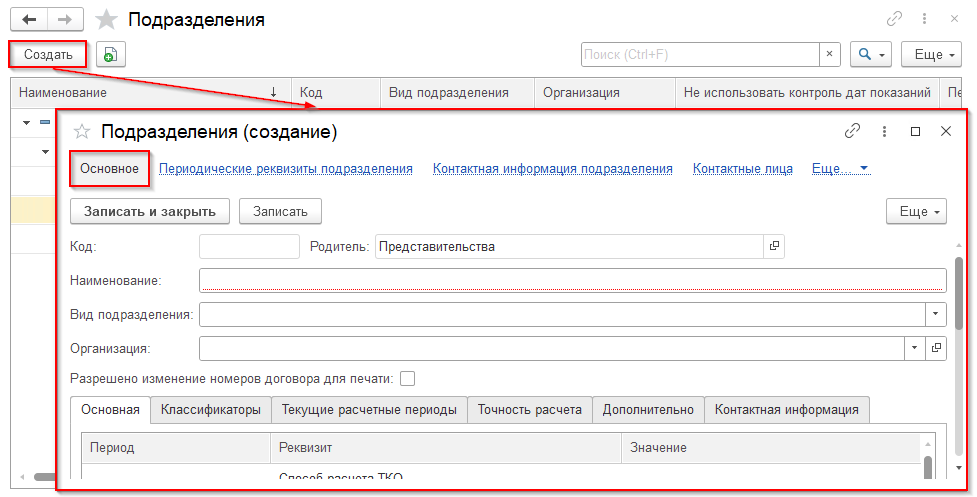 Подразделения
Создать Поиск (Ctrl+F) × Еще
Наименование ↓ Код Вид подразделения Организация Не использовать контроль дат показаний Пе
Подразделения (создание)
Основное Периодические реквизиты подразделения Контактная информация подразделения Контактные лица Еще...
Записать и закрыть Записать Еще
Код: Родитель: Представительства
Наименование:
Вид подразделения:
Организация:
Разрешено изменение номеров договора для печати:
Основная Классификаторы Текущие расчетные периоды Точность расчета Дополнительно Контактная информация
Период Реквизит Значение
Способ расчета ТКО